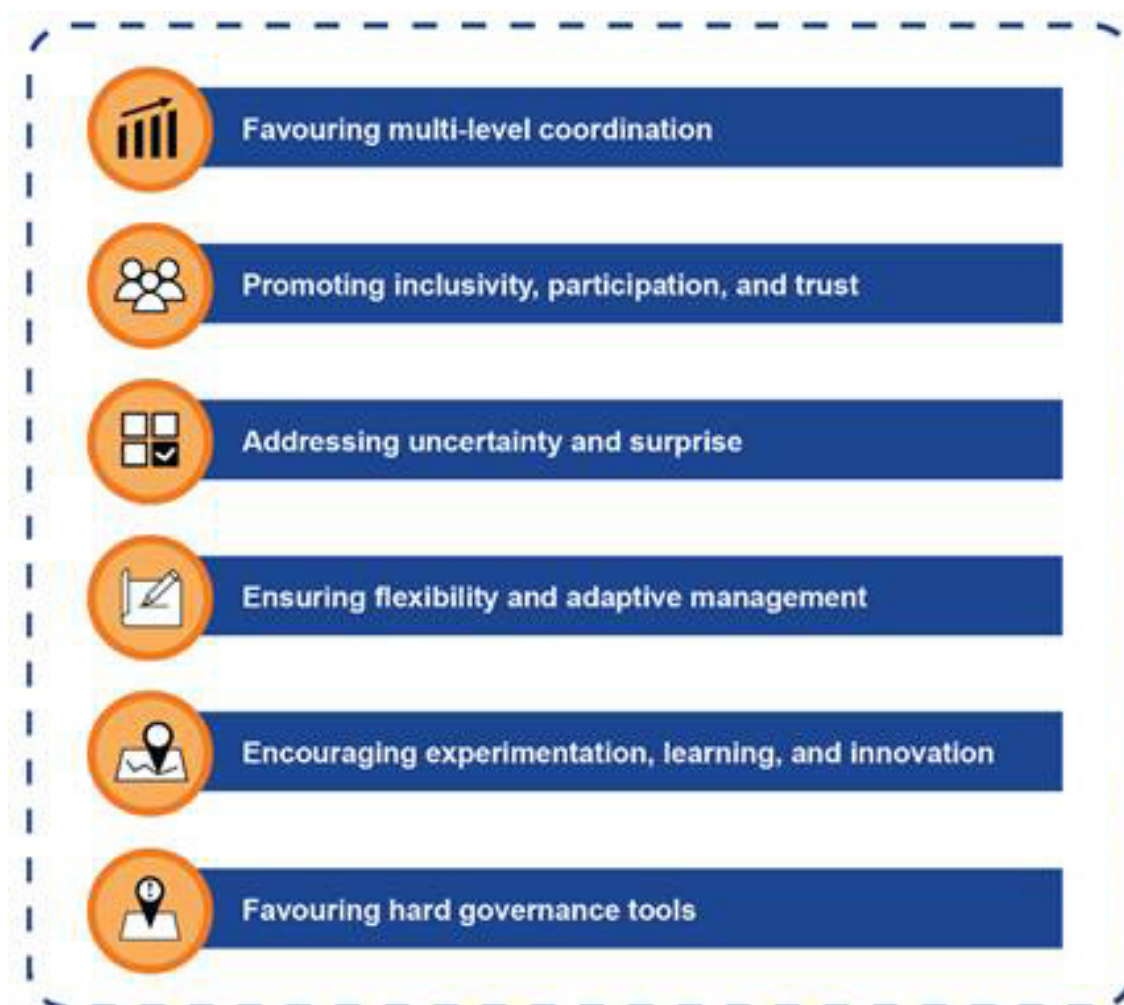 Favouring multi-level coordination
Promoting inclusivity, participation, and trust
Addressing uncertainty and surprise
Ensuring flexibility and adaptive management
Encouraging experimentation, learning, and innovation
Favouring hard governance tools